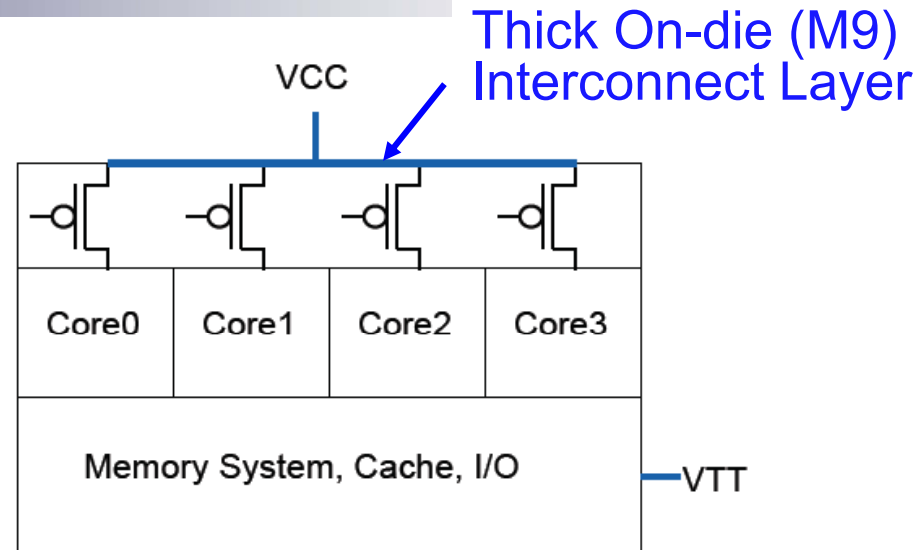 Thick On-die (M9)
Interconnect Layer
VCC
Core0
Core1
Core2
Core3
Memory System, Cache, I/O
VTT